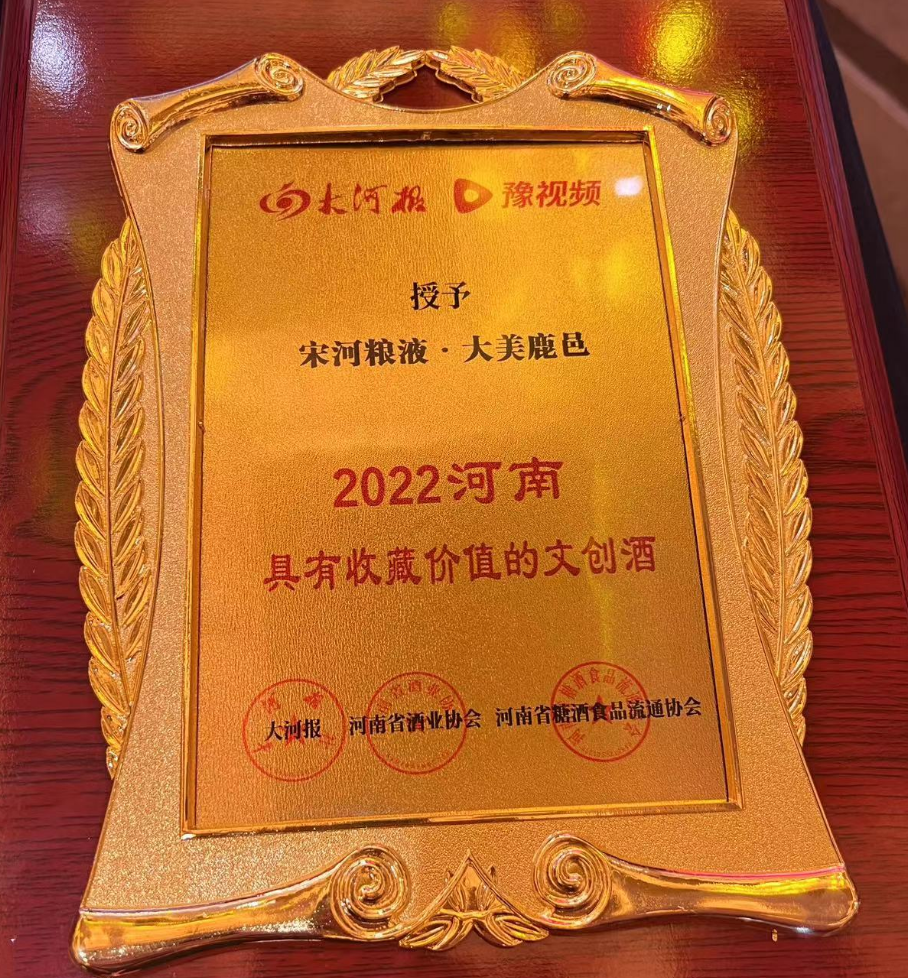 大河报 豫视频
授予
宋河粮液·大美鹿邑
2022河南
具有收藏价值的文创酒
大河报 河南省酒业协会 河南省糖酒食品流通协会